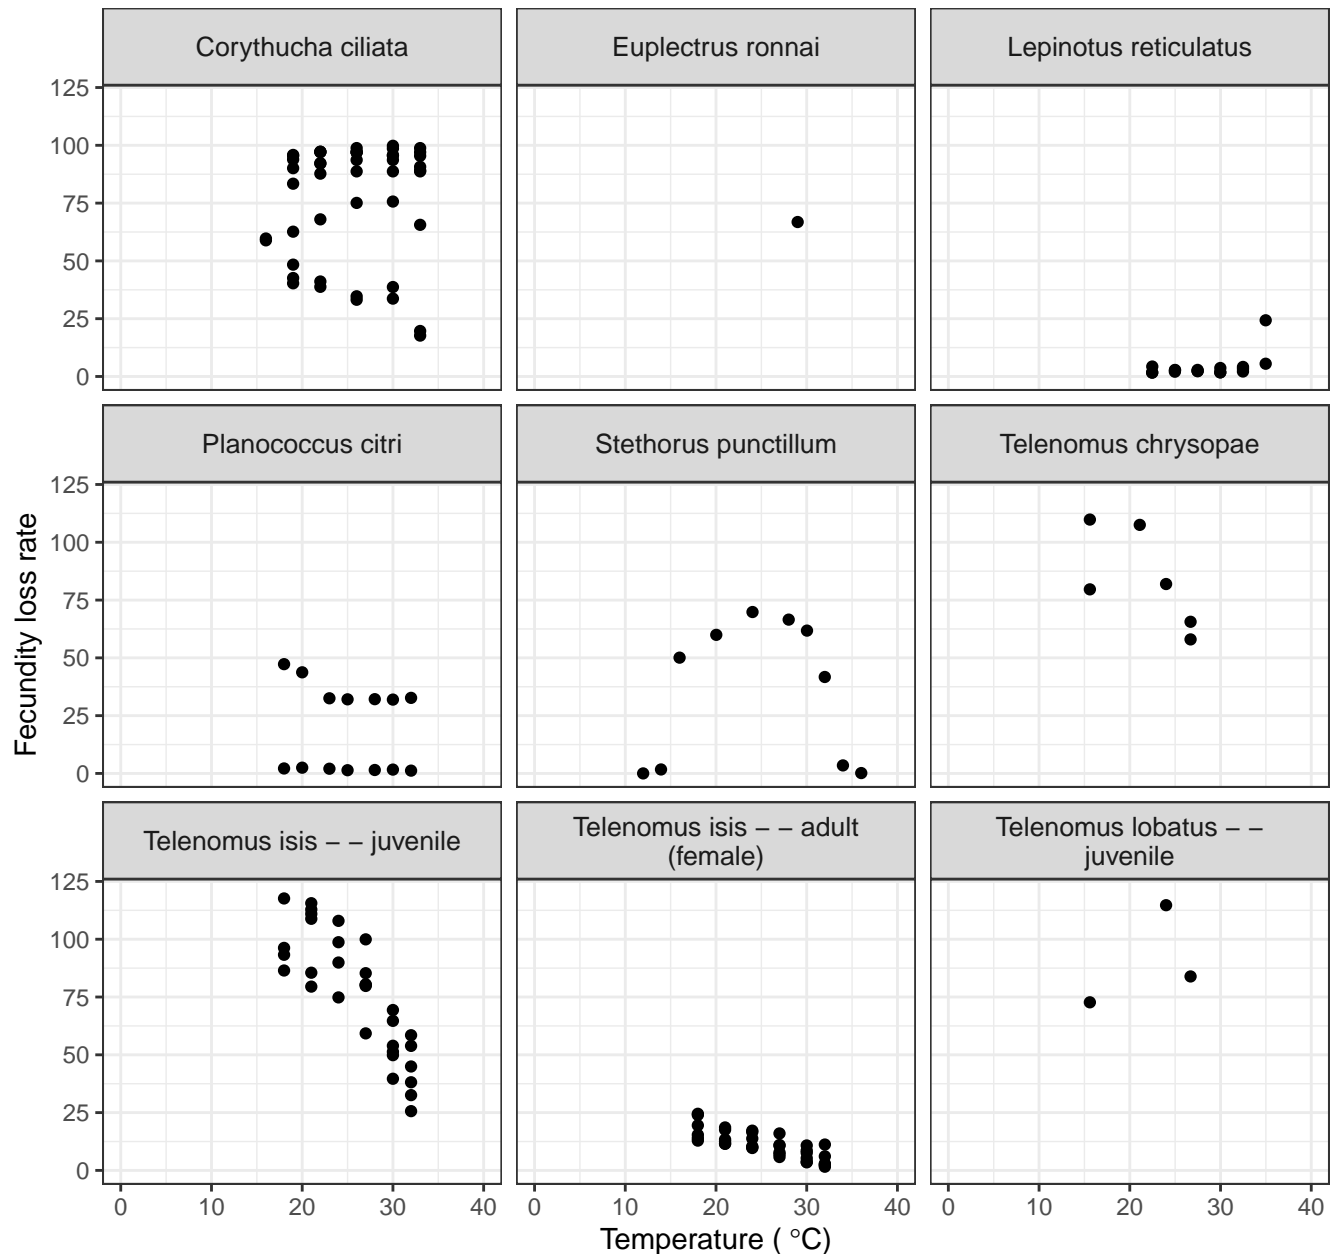 Corythucha ciliata
Euplectrus ronnai
Lepinotus reticulatus
125
100
75
50
25
0
Planococcus citri
Stethorus punctillum
Telenomus chrysopae
125
100
75
50
25
0
Fecundity loss rate
Telenomus isis − − juvenile
Telenomus isis − − adult
(female)
Telenomus lobatus − −
juvenile
125
100
75
50
25
0
0 10 20 30 40
0 10 20 30 40
0 10 20 30 40
Temperature ( °C)